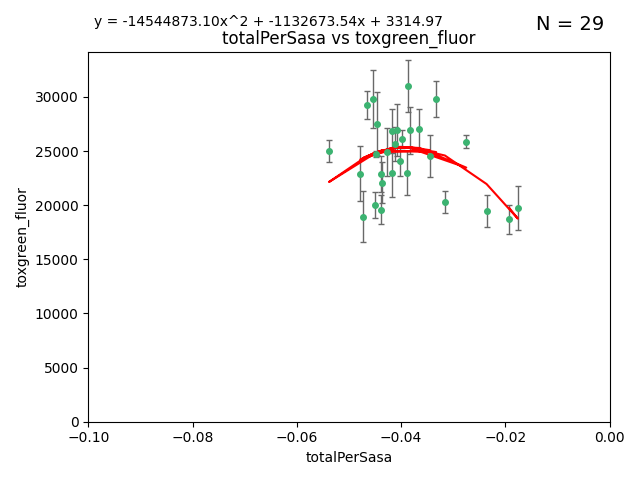 y = -14544873.10x^2 + -1132673.54x + 3314.97
N = 29
totalPerSasa vs toxgreen_fluor
toxgreen_fluor
30000
25000
20000
15000
10000
5000
0
−0.10
−0.08
−0.06
−0.04
−0.02
0.00
totalPerSasa